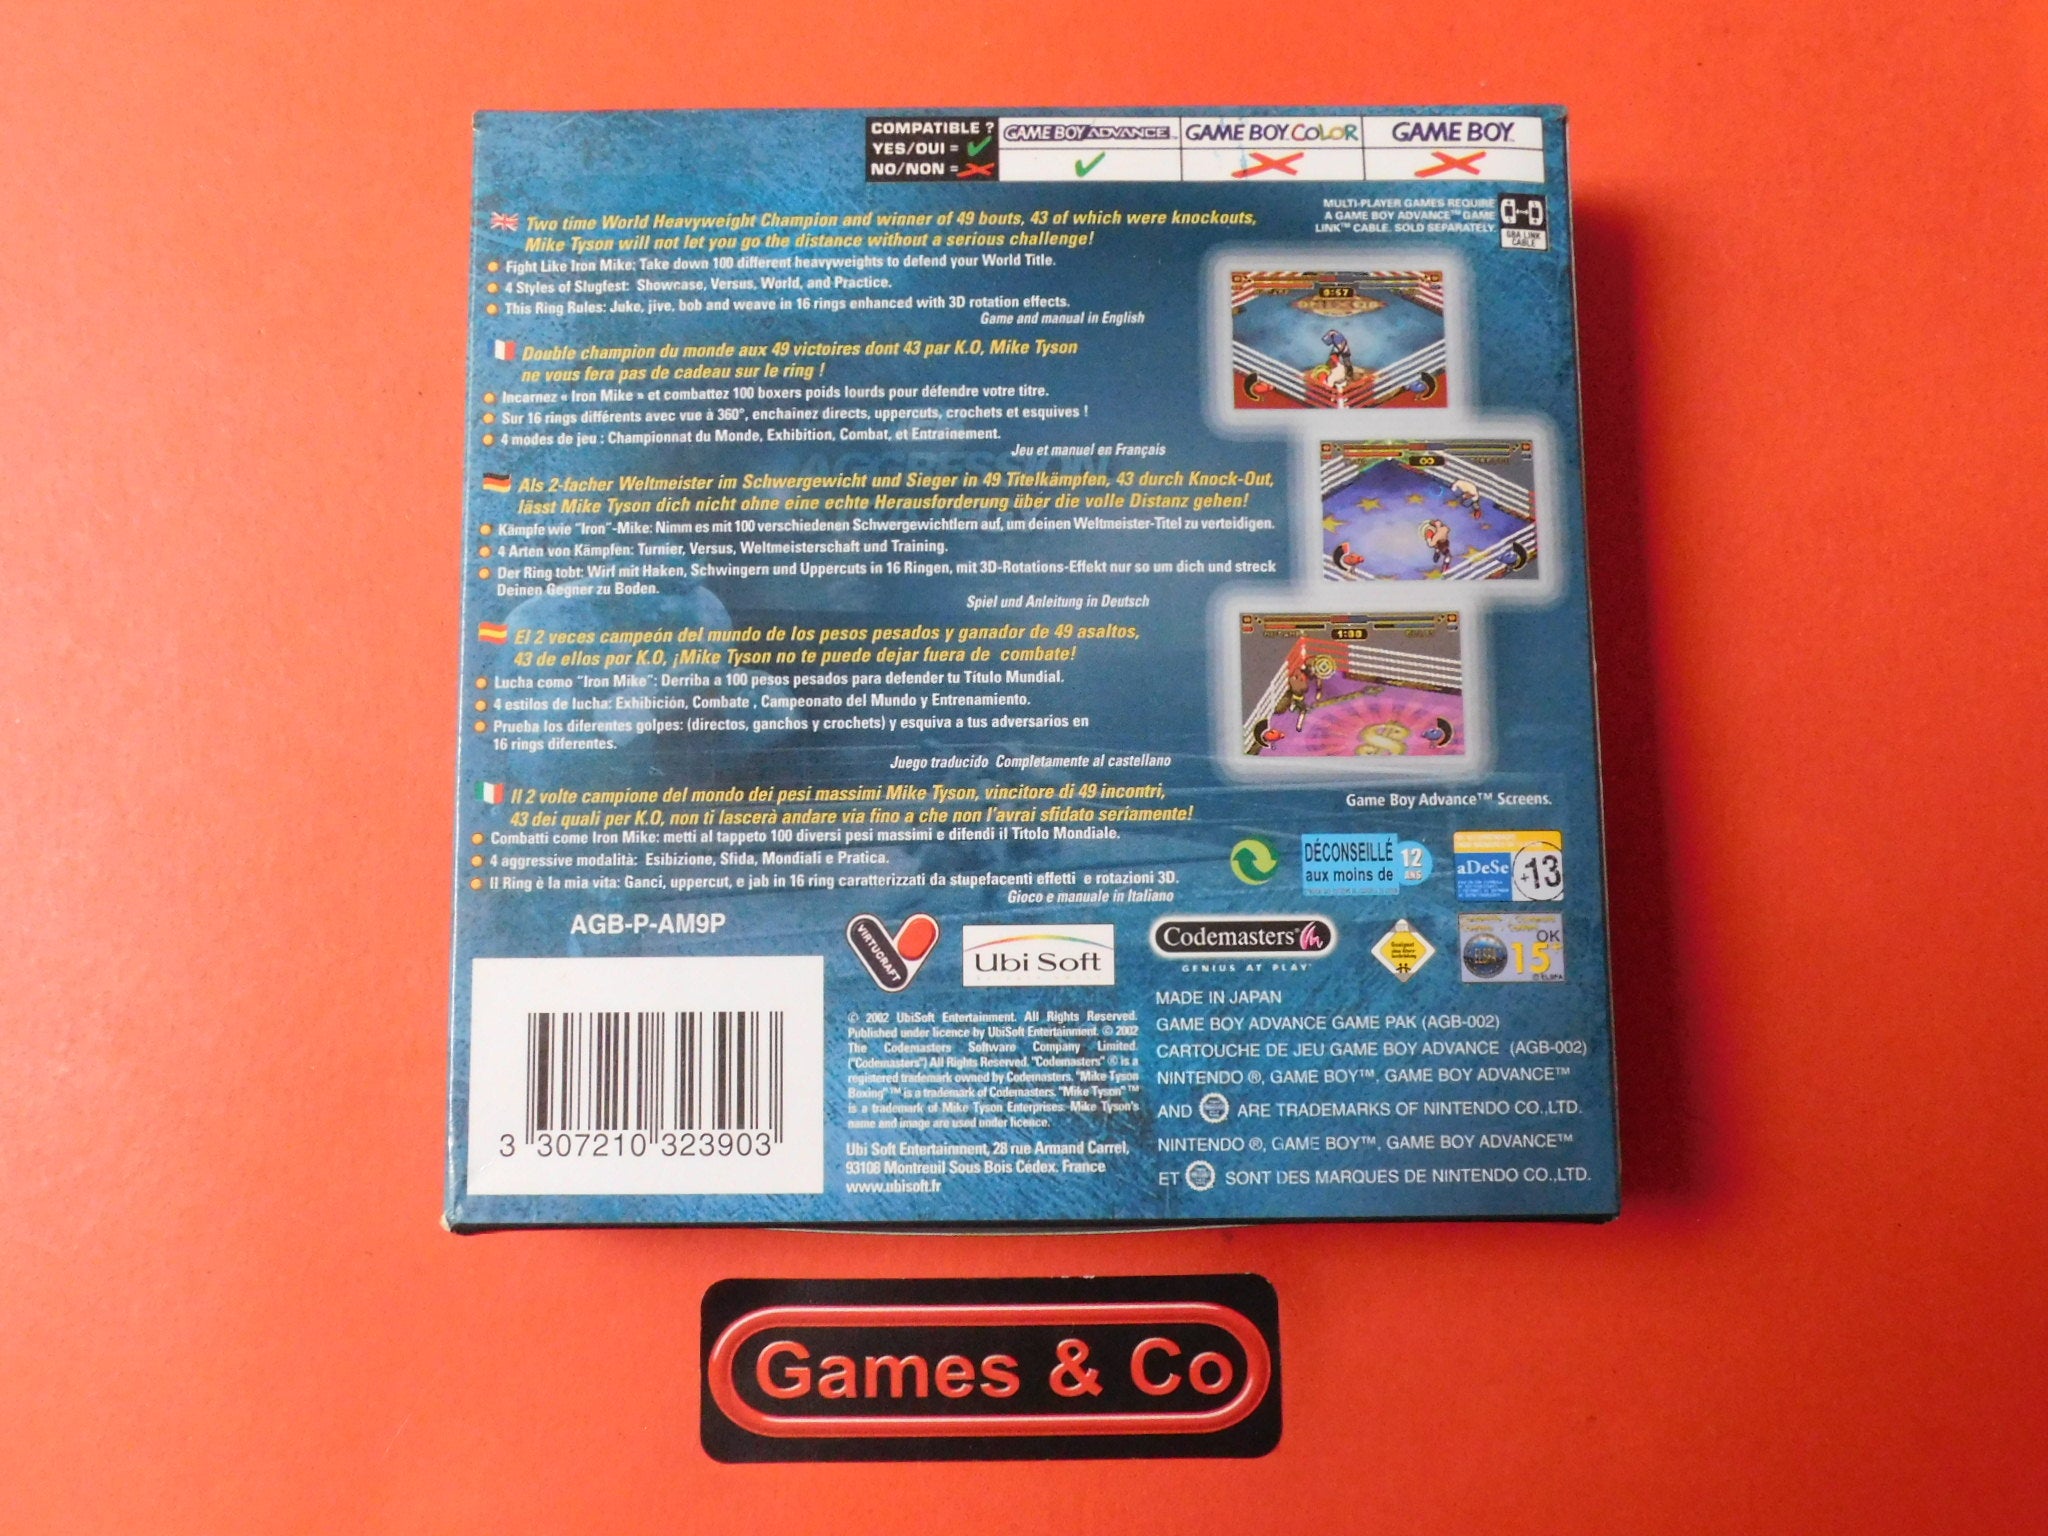 COMPATIBLE ?
YES/OUI =
NO/NON =
GAME BOY ADVANCE™
GAME BOY COLOR
GAME BOY™
MULTI-PLAYER GAMES REQUIRE
A GAME BOY ADVANCE™ GAME
LINK™ CABLE. SOLD SEPARATELY.
GBA LINK
CABLE
Two time World Heavyweight Champion and winner of 49 bouts, 43 of which were knockouts,
Mike Tyson will not let you go the distance without a serious challenge!
Fight Like Iron Mike: Take down 100 different heavyweights to defend your World Title.
4 Styles of Slugfest: Showcase, Versus, World, and Practice.
This Ring Rules: Juke, jive, bob and weave in 16 rings enhanced with 3D rotation effects.
Game and manual in English
Double champion du monde aux 49 victoires dont 43 par K.O, Mike Tyson
ne vous fera pas de cadeau sur le ring !
Incarnez « Iron Mike » et combattez 100 boxers poids lourds pour défendre votre titre.
Sur 16 rings différents avec vue à 360°, enchaînez directs, uppercuts, crochets et esquives !
4 modes de jeu : Championnat du Monde, Exhibition, Combat, et Entraînement.
Jeu et manuel en Français
Als 2-facher Weltmeister im Schwergewicht und Sieger in 49 Titelkämpfen, 43 durch Knock-Out,
lässt Mike Tyson dich nicht ohne eine echte Herausforderung über die volle Distanz gehen!
Kämpfe wie "Iron"-Mike: Nimm es mit 100 verschiedenen Schwergewichtlern auf, um deinen Weltmeister-Titel zu verteidigen.
4 Arten von Kämpfen: Turnier, Versus, Weltmeisterschaft und Training.
Der Ring tobt: Wirf mit Haken, Schwingern und Uppercuts in 16 Ringen, mit 3D-Rotations-Effekt nur so um dich und streck
Deinen Gegner zu Boden.
Spiel und Anleitung in Deutsch
El 2 veces campeón del mundo de los pesos pesados y ganador de 49 asaltos,
43 de ellos por K.O, ¡Mike Tyson no te puede dejar fuera de combate!
Lucha como "Iron Mike": Derriba a 100 pesos pesados para defender tu Título Mundial.
4 estilos de lucha: Exhibición, Combate , Campeonato del Mundo y Entrenamiento.
Prueba los diferentes golpes: (directos, ganchos y crochets) y esquiva a tus adversarios en
16 rings diferentes.
Juego traducido Completamente al castellano
Il 2 volte campione del mondo dei pesi massimi Mike Tyson, vincitore di 49 incontri,
43 dei quali per K.O, non ti lascerà andare via fino a che non l'avrai sfidato seriamente!
Combatti come Iron Mike: metti al tappeto 100 diversi pesi massimi e difendi il Titolo Mondiale.
4 aggressive modalità: Esibizione, Sfida, Mondiali e Pratica.
Il Ring è la mia vita: Ganci, uppercut, e jab in 16 ring caratterizzati da stupefacenti effetti e rotazioni 3D.
Gioco e manuale in Italiano
0:57
1:00
Game Boy Advance™ Screens.
DÉCONSEILLÉ
aux moins de
12
ANS
aDeSe
+13
AGB-P-AM9P
VIRTUCRAFT
Ubi Soft
Codemasters®
GENIUS AT PLAY™
ELSPA
OK
15+
© ELSPA
3 307210 323903
© 2002 UbiSoft Entertainment. All Rights Reserved.
Published under licence by UbiSoft Entertainment. © 2002
The Codemasters Software Company Limited.
("Codemasters") All Rights Reserved. "Codemasters" ® is a
registered trademark owned by Codemasters. "Mike Tyson
Boxing" ™ is a trademark of Codemasters. "Mike Tyson" ™
is a trademark of Mike Tyson Enterprises. Mike Tyson's
name and image are used under licence.
Ubi Soft Entertainment, 28 rue Armand Carrel,
93108 Montreuil Sous Bois Cédex. France
www.ubisoft.fr
MADE IN JAPAN
GAME BOY ADVANCE GAME PAK (AGB-002)
CARTOUCHE DE JEU GAME BOY ADVANCE (AGB-002)
NINTENDO ®, GAME BOY™, GAME BOY ADVANCE™
AND ARE TRADEMARKS OF NINTENDO CO.,LTD.
NINTENDO ®, GAME BOY™, GAME BOY ADVANCE™
ET SONT DES MARQUES DE NINTENDO CO.,LTD.
Games & Co